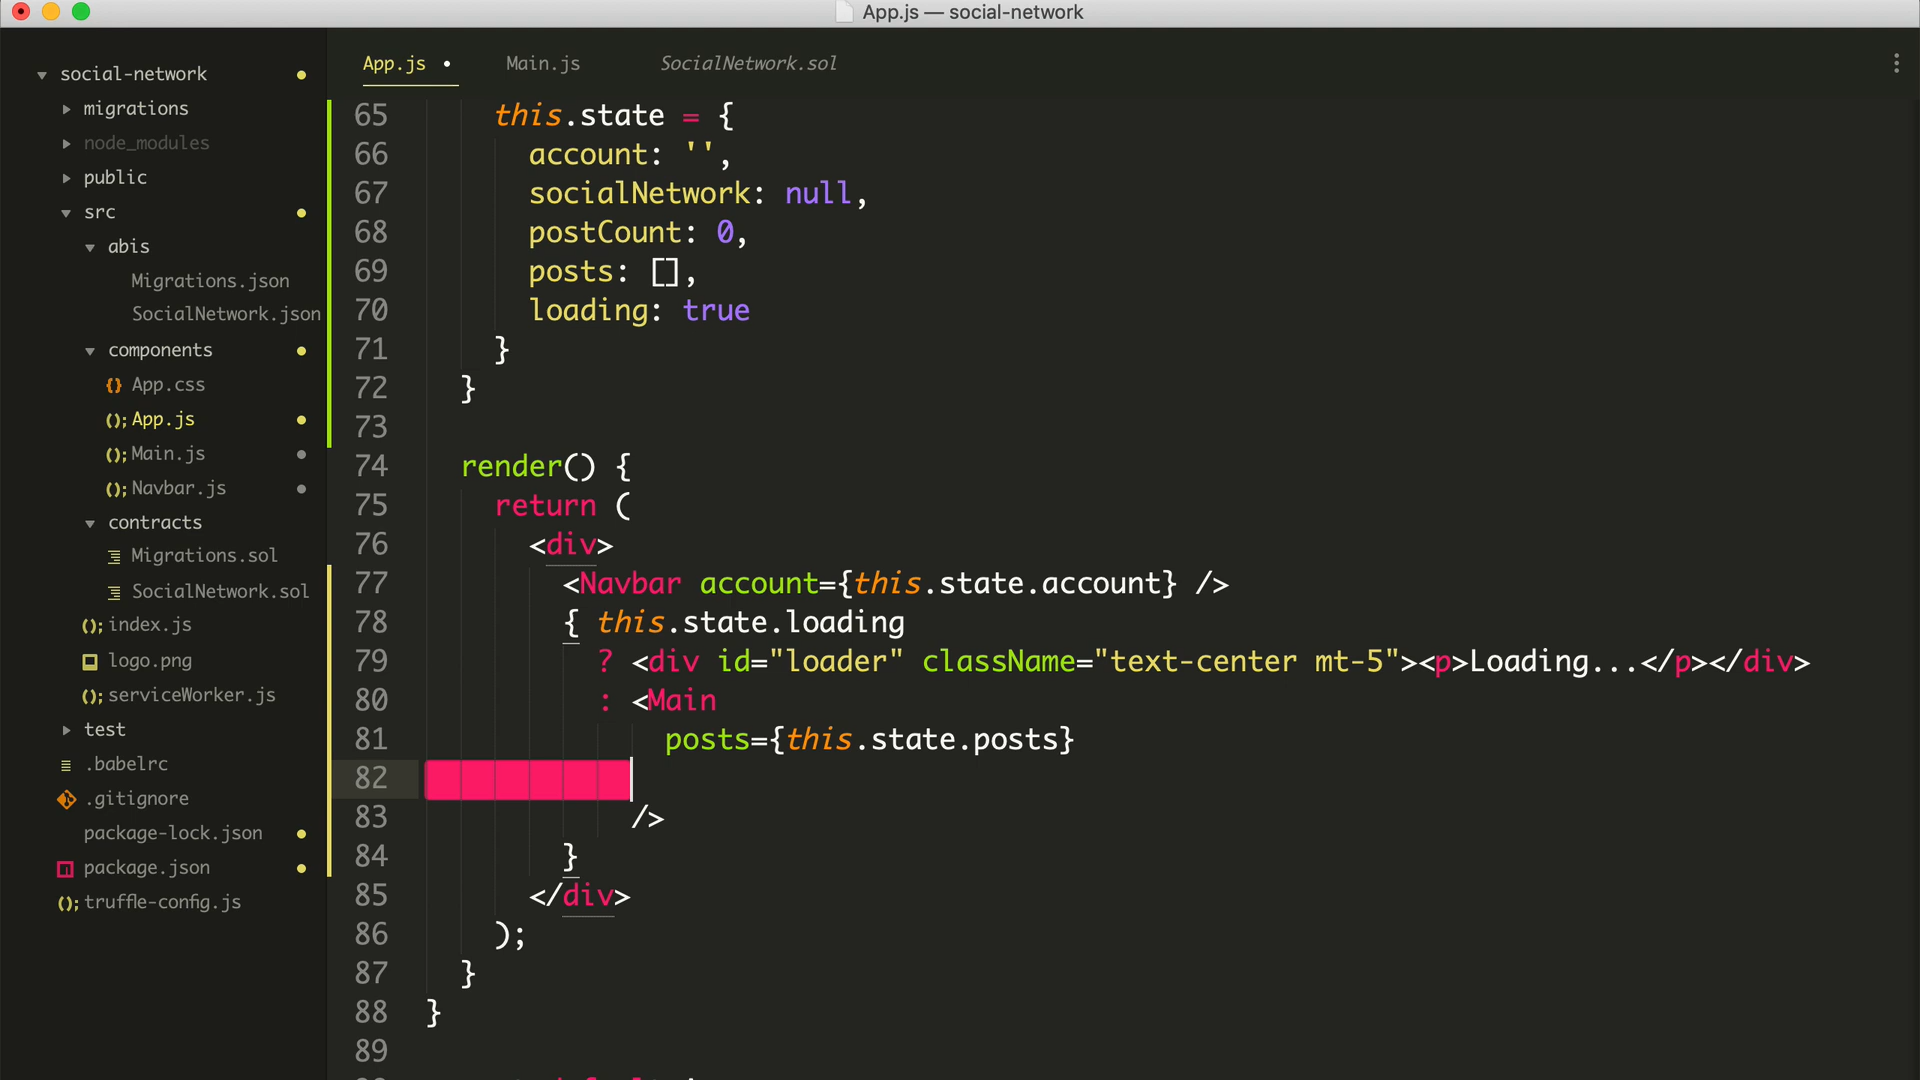 App.js — social-network
social-network
migrations
node_modules
public
src
abis
Migrations.json
SocialNetwork.json
components
App.css
App.js
Main.js
Navbar.js
contracts
Migrations.sol
SocialNetwork.sol
index.js
logo.png
serviceWorker.js
test
.babelrc
.gitignore
package-lock.json
package.json
truffle-config.js
App.js • Main.js SocialNetwork.sol
65 this.state = {
66 account: '',
67 socialNetwork: null,
68 postCount: 0,
69 posts: [],
70 loading: true
71 }
72 }
73
74 render() {
75 return (
76 <div>
77 <Navbar account={this.state.account} />
78 { this.state.loading
79 ? <div id="loader" className="text-center mt-5"><p>Loading...</p></div>
80 : <Main
81 posts={this.state.posts}
82
83 />
84 }
85 </div>
86 );
87 }
88 }
89